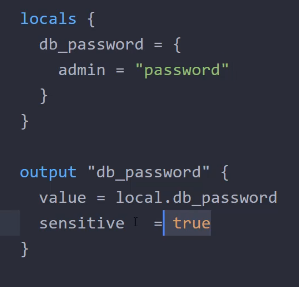 locals {
  db_password = {
    admin = "password"
  }
}

output "db_password" {
  value = local.db_password
  sensitive   = true
}